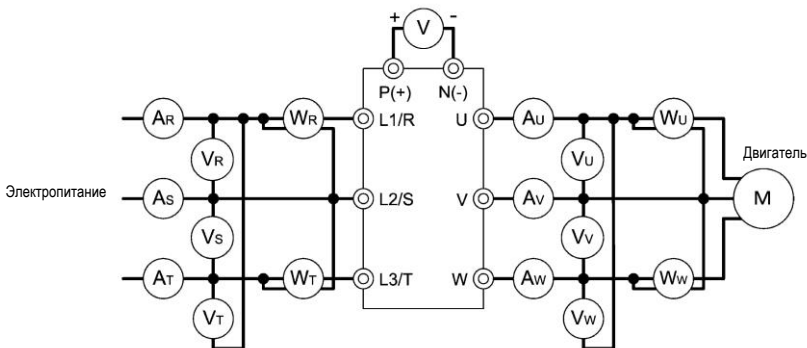 + V -
P(+) N(-)
AR WR L1/R U AU WU
VR VU
Двигатель
Электропитание
AS L2/S V AV M
VS VV
AT WT L3/T W AW WW
VT VW